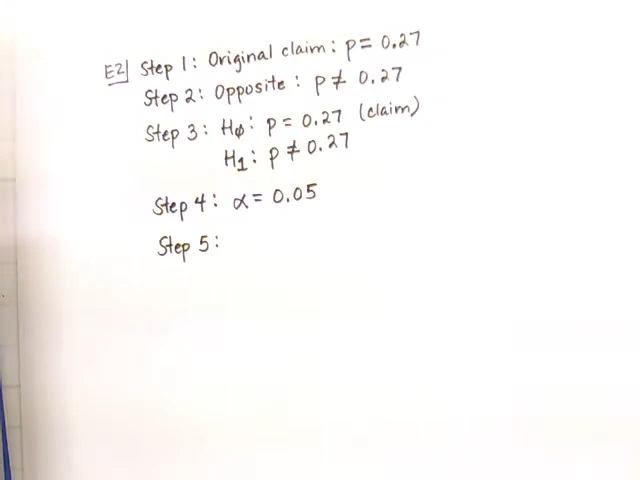 E2| Step 1: Original claim: p = 0.27
Step 2: Opposite: p ≠ 0.27
Step 3: Hø: p = 0.27 (claim)
H1: p ≠ 0.27
Step 4: α = 0.05
Step 5: